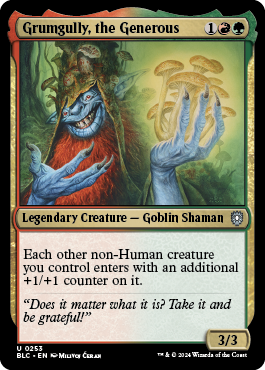 Grumgully, the Generous 1
Legendary Creature — Goblin Shaman
Each other non-Human creature
you control enters with an additional
+1/+1 counter on it.
“Does it matter what it is? Take it and
be grateful!”
3/3
U 0253
BLC • EN Milivoj Ćeran
™ & © 2024 Wizards of the Coast